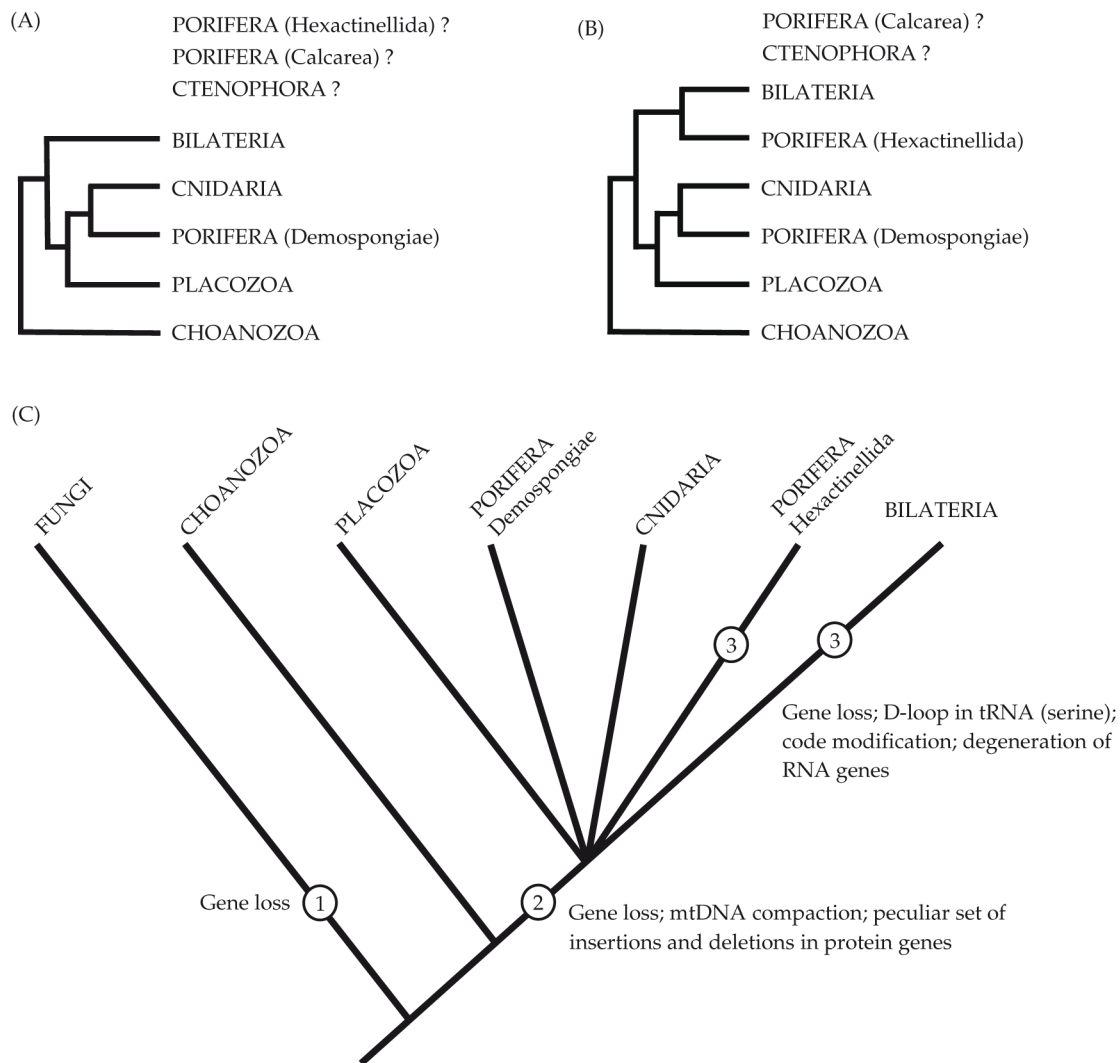 (A)
PORIFERA (Hexactinellida) ?
PORIFERA (Calcarea) ?
CTENOPHORA ?
BILATERIA
CNIDARIA
PORIFERA (Demospongiae)
PLACOZOA
CHOANOZOA
(B)
PORIFERA (Calcarea) ?
CTENOPHORA ?
BILATERIA
PORIFERA (Hexactinellida)
CNIDARIA
PORIFERA (Demospongiae)
PLACOZOA
CHOANOZOA
(C)
FUNGI
CHOANOZOA
PLACOZOA
PORIFERA
Demospongiae
CNIDARIA
PORIFERA
Hexactinellida
BILATERIA
3
3
Gene loss; D-loop in tRNA (serine);
code modification; degeneration of
RNA genes
Gene loss
1
2
Gene loss; mtDNA compaction; peculiar set of
insertions and deletions in protein genes